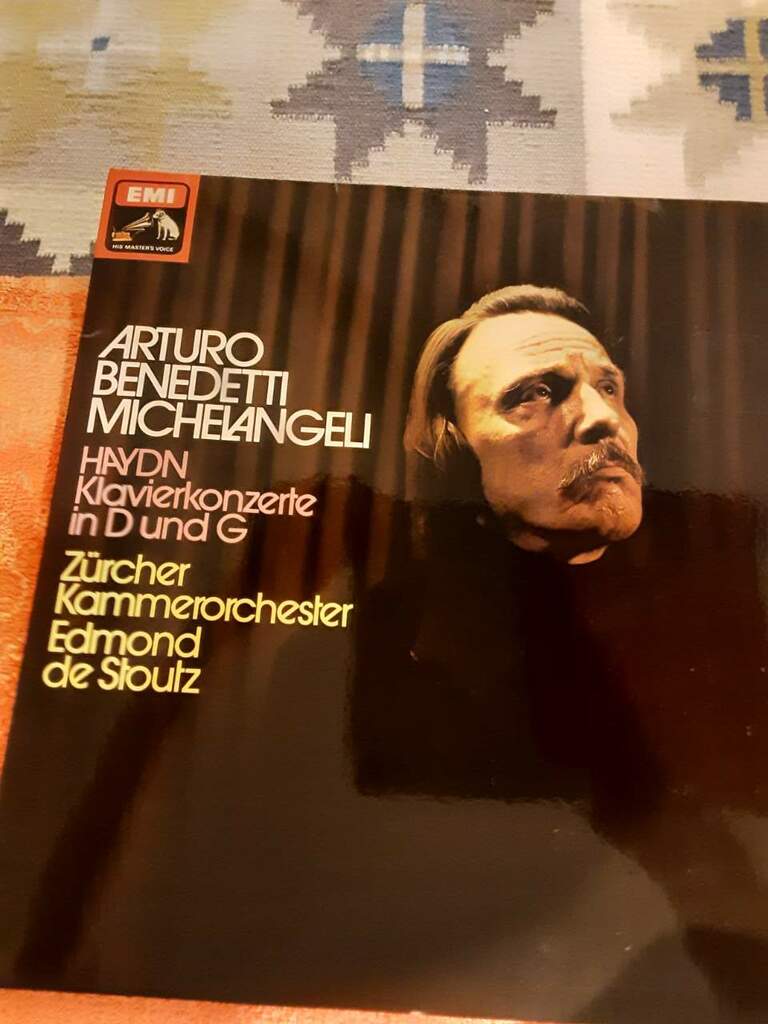 EMI
HIS MASTER'S VOICE
ARTURO
BENEDETTI
MICHELANGELI
HAYDN
Klavierkonzerte
in D und G
Zürcher
Kammerorchester
Edmond
de Stoutz